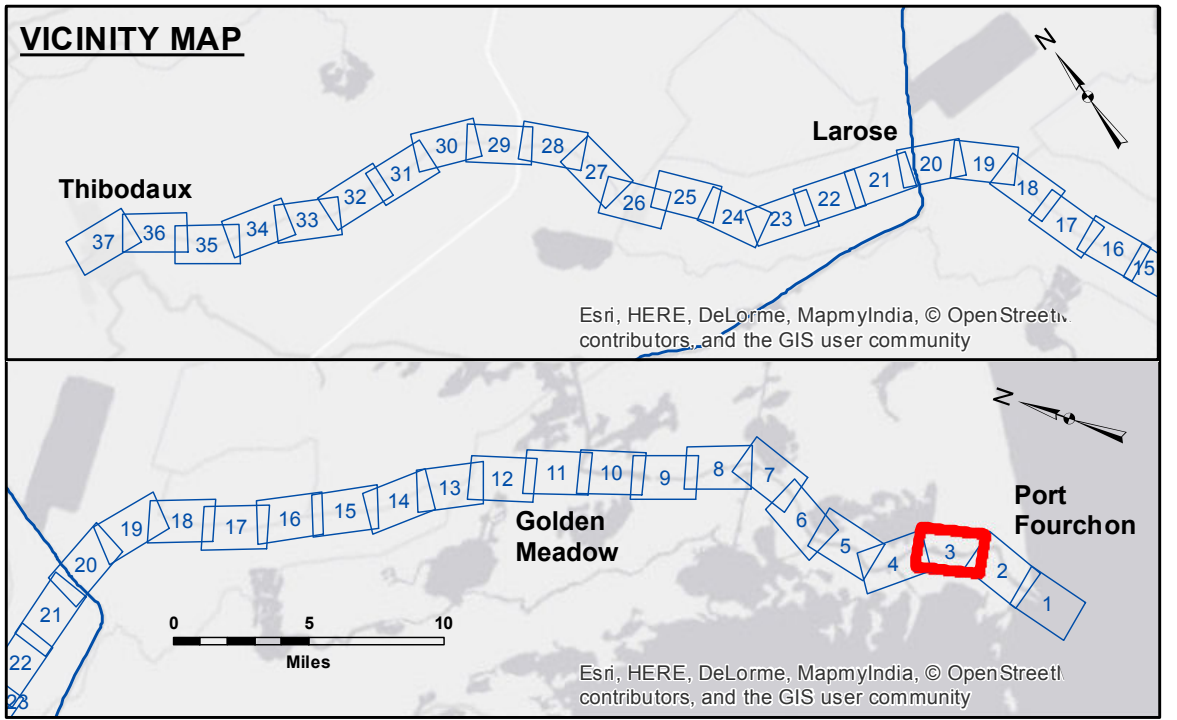 VICINITY MAP
N
Larose
Thibodaux
37 36 35 34 33 32 31 30 29 28 27 26 25 24 23 22 21 20 19 18 17 16 15
Esri, HERE, DeLorme, MapmyIndia, © OpenStreet
contributors, and the GIS user community
N
Port
Fourchon
Golden
Meadow
23 22 21 20 19 18 17 16 15 14 13 12 11 10 9 8 7 6 5 4 3 2 1
0 5 10
Miles
Esri, HERE, DeLorme, MapmyIndia, © OpenStreet
contributors, and the GIS user community